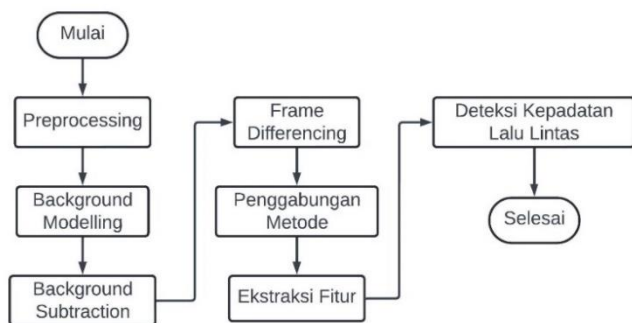 Mulai
Preprocessing
Background
Modelling
Background
Subtraction
Frame
Differencing
Penggabungan
Metode
Ekstraksi Fitur
Deteksi Kepadatan
Lalu Lintas
Selesai